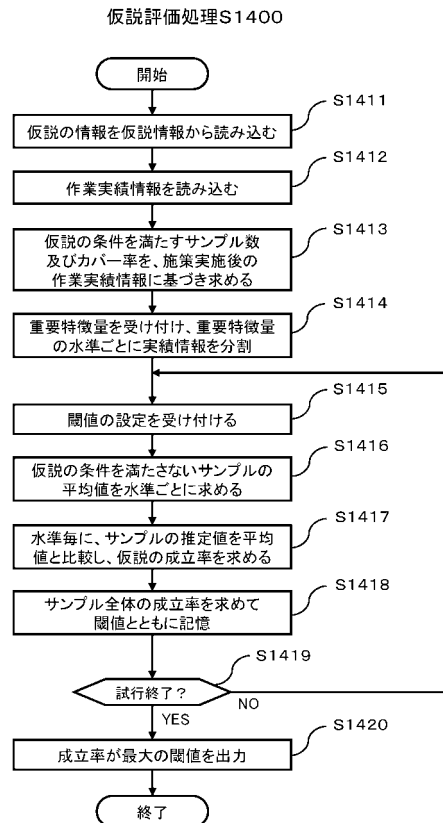 仮説評価処理S1400
開始
S1411
仮説の情報を仮説情報から読み込む
S1412
作業実績情報を読み込む
S1413
仮説の条件を満たすサンプル数
及びカバー率を、施策実施後の
作業実績情報に基づき求める
S1414
重要特徴量を受け付け、重要特徴量
の水準ごとに実績情報を分割
S1415
閾値の設定を受け付ける
S1416
仮説の条件を満たさないサンプルの
平均値を水準ごとに求める
S1417
水準毎に、サンプルの推定値を平均
値と比較し、仮説の成立率を求める
S1418
サンプル全体の成立率を求めて
閾値とともに記憶
S1419
試行終了?
NO
YES
S1420
成立率が最大の閾値を出力
終了